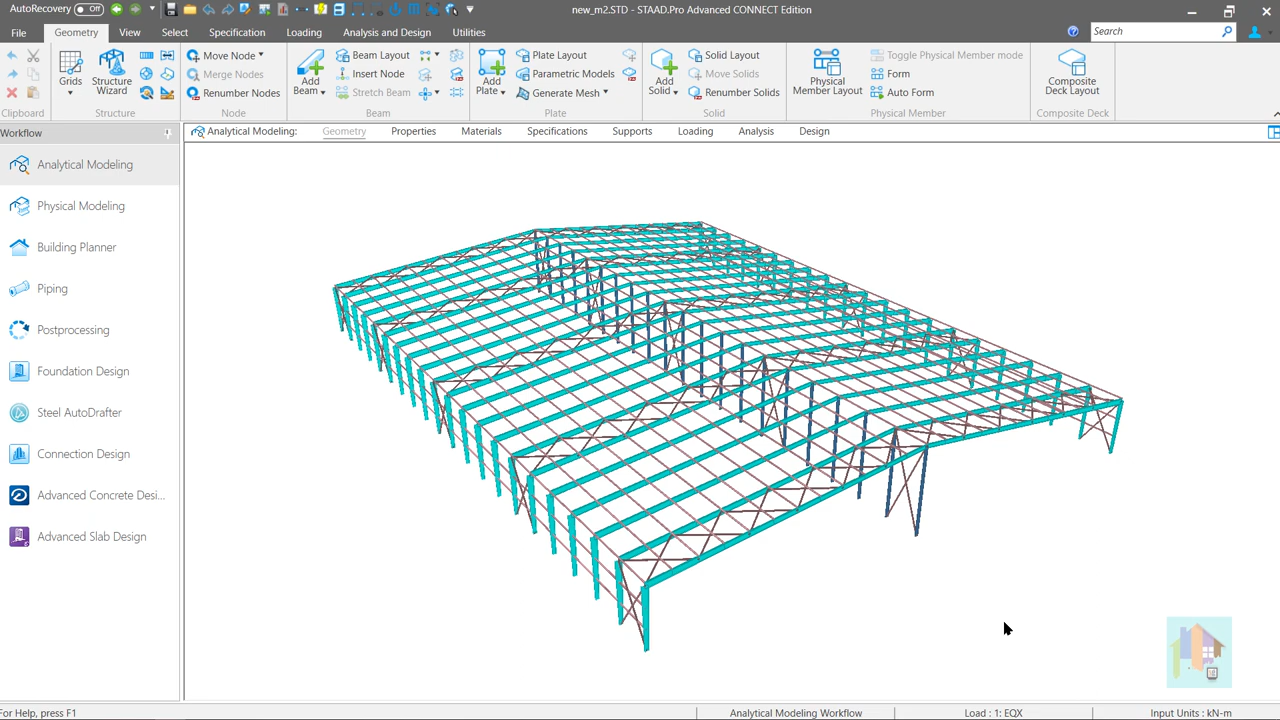 AutoRecovery Off new_m2.STD - STAAD.Pro Advanced CONNECT Edition
File Geometry View Select Specification Loading Analysis and Design Utilities Search
Move Node Beam Layout Plate Layout Solid Layout Toggle Physical Member mode
Merge Nodes Insert Node Parametric Models Move Solids Form
Renumber Nodes Stretch Beam Generate Mesh Renumber Solids Auto Form
Grids
Structure Wizard
Add Beam
Add Plate
Add Solid
Physical Member Layout
Composite Deck Layout
Clipboard Structure Node Beam Plate Solid Physical Member Composite Deck
Workflow
Analytical Modeling: Geometry Properties Materials Specifications Supports Loading Analysis Design
Analytical Modeling
Physical Modeling
Building Planner
Piping
Postprocessing
Foundation Design
Steel AutoDrafter
Connection Design
Advanced Concrete Desi...
Advanced Slab Design
For Help, press F1 Analytical Modeling Workflow Load : 1: EQX Input Units : kN-m